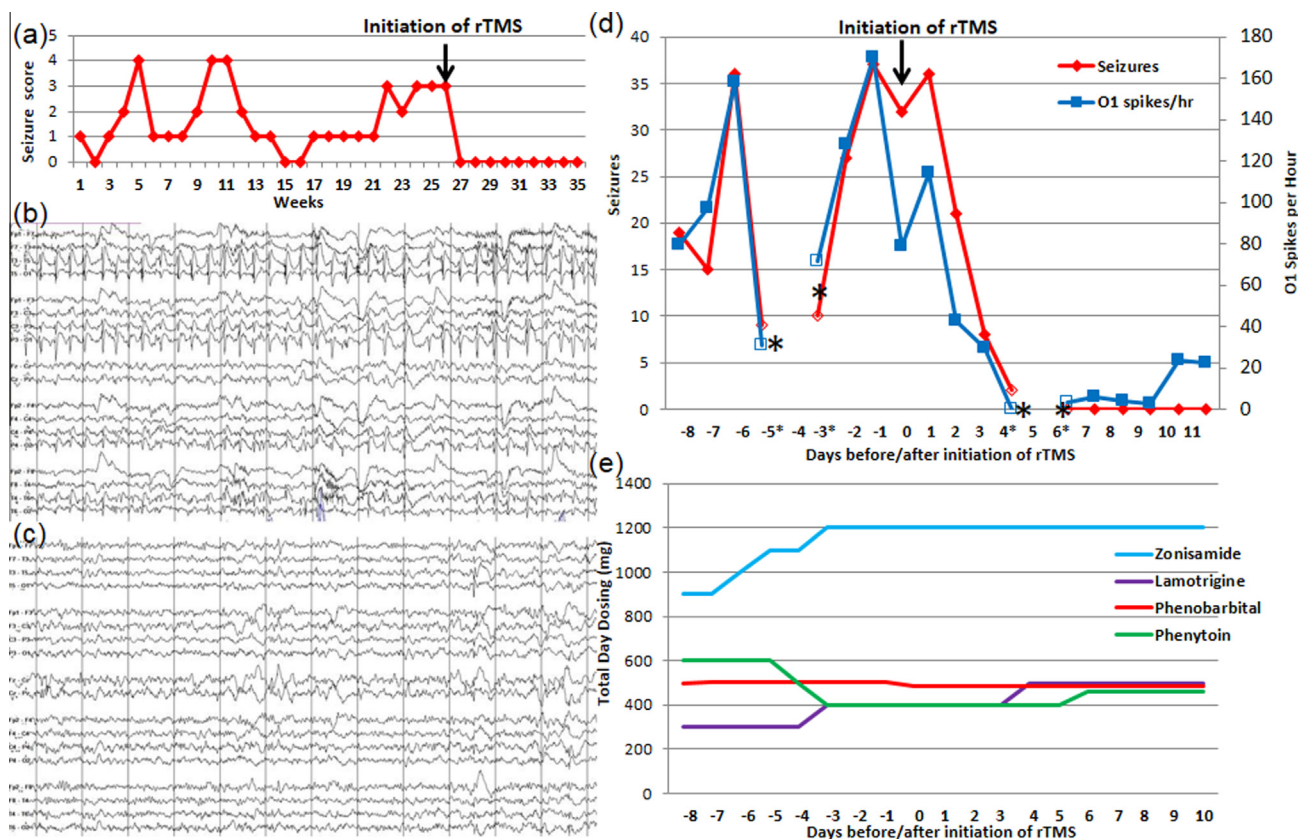 (a)
Initiation of rTMS
Seizure score
5
4
3
2
1
0
1 3 5 7 9 11 13 15 17 19 21 23 25 27 29 31 33 35
Weeks
(b)
(c)
(d)
Initiation of rTMS
Seizures
O1 spikes/hr
Seizures
40
35
30
25
20
15
10
5
0
180
160
140
120
100
80
60
40
20
0
O1 Spikes per Hour
* * * *
-8 -7 -6 -5* -4 -3* -2 -1 0 1 2 3 4* 5 6* 7 8 9 10 11
Days before/after initiation of rTMS
(e)
Total Day Dosing (mg)
1400
1200
1000
800
600
400
200
0
Zonisamide
Lamotrigine
Phenobarbital
Phenytoin
-8 -7 -6 -5 -4 -3 -2 -1 0 1 2 3 4 5 6 7 8 9 10
Days before/after initiation of rTMS